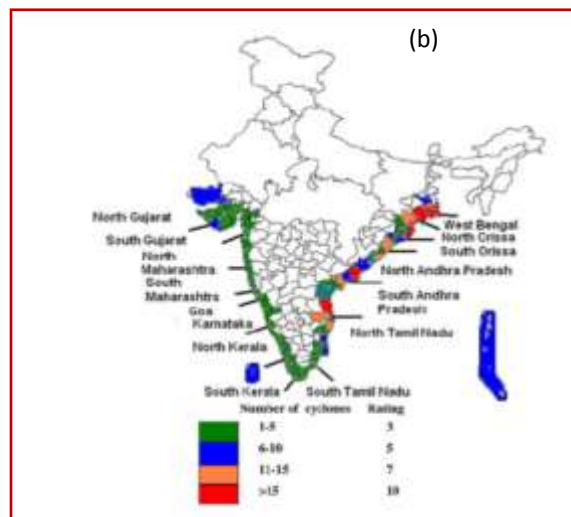 (b)
North Gujarat
South Gujarat
North
Maharashtra
South
Maharashtra
Goa
Karnataka
North Kerala
South Kerala
South Tamil Nadu
West Bengal
North Orissa
South Orissa
North Andhra Pradesh
South Andhra
Pradesh
North Tamil Nadu
Number of cyclones Rating
1-5 3
6-10 5
11-15 7
>15 10